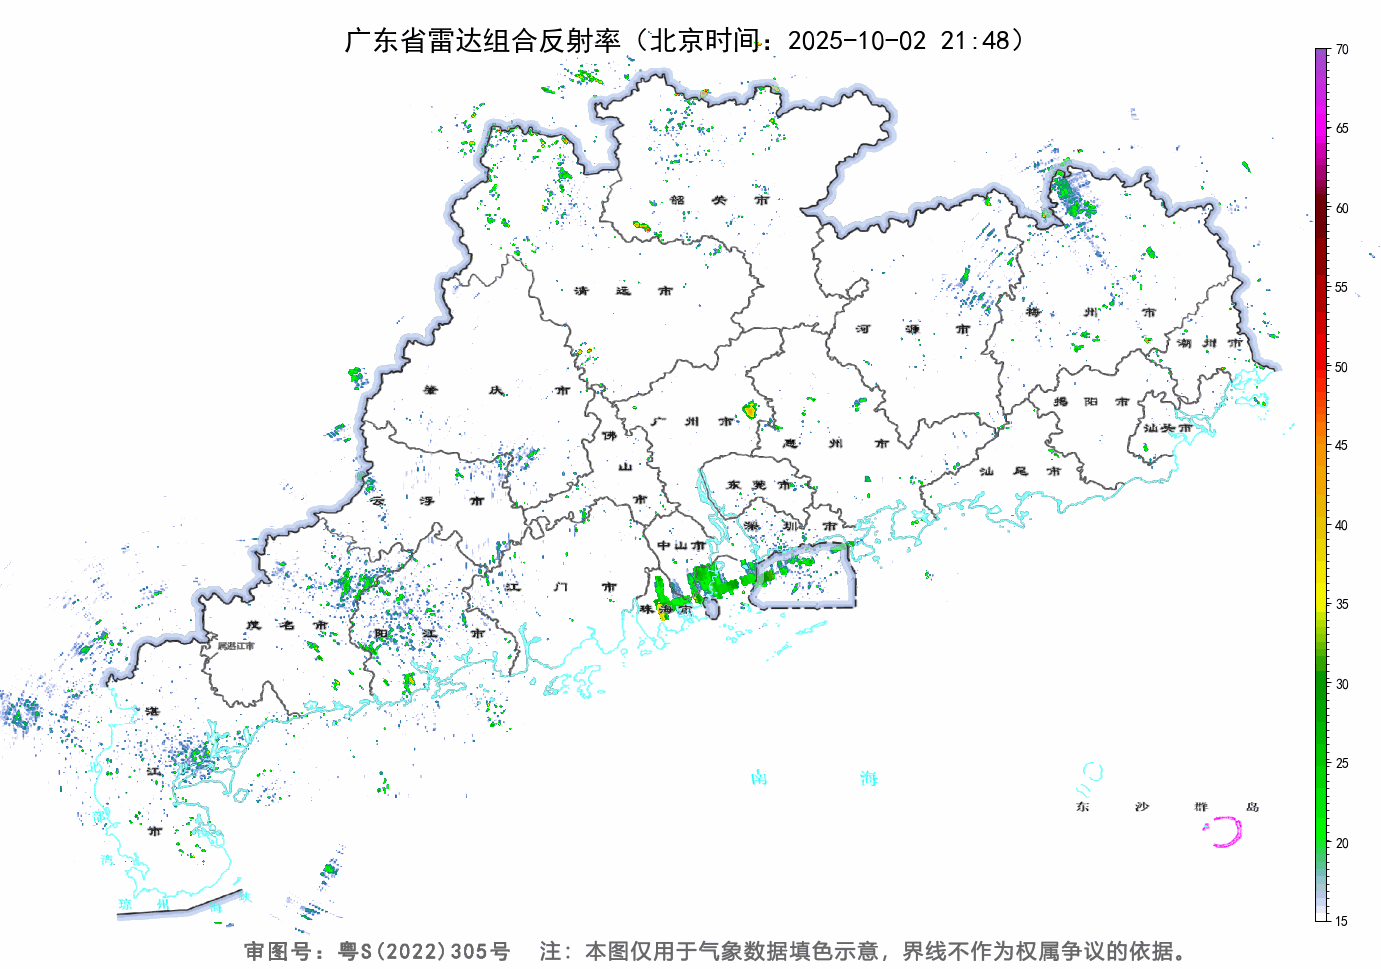 广东省雷达组合反射率（北京时间：2025-10-02 21:48）
70
65
60
55
50
45
40
35
30
25
20
15
韶关市
清远市
河源市
梅州市
潮州市
肇庆市
广州市
佛山市
惠州市
揭阳市
汕头市
汕尾市
东莞市
云浮市
深圳市
中山市
江门市
珠海市
茂名市
阳江市
属湛江市
湛江市
北部湾
琼州海峡
南海
东沙群岛
审图号：粤S(2022)305号　注：本图仅用于气象数据填色示意，界线不作为权属争议的依据。